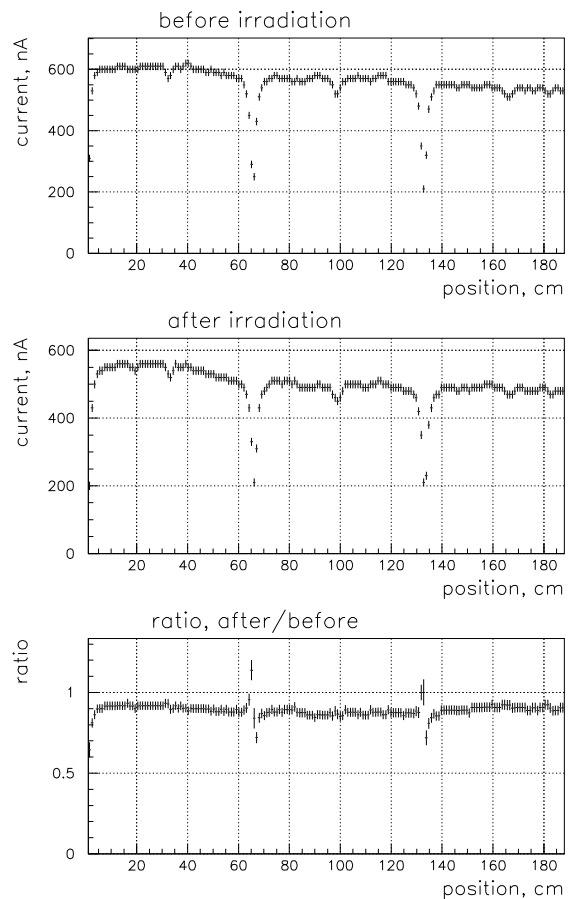 before irradiation
current, nA
600
400
200
0
20 40 60 80 100 120 140 160 180
position, cm
after irradiation
current, nA
600
400
200
0
20 40 60 80 100 120 140 160 180
position, cm
ratio, after/before
ratio
1
0.5
0
20 40 60 80 100 120 140 160 180
position, cm